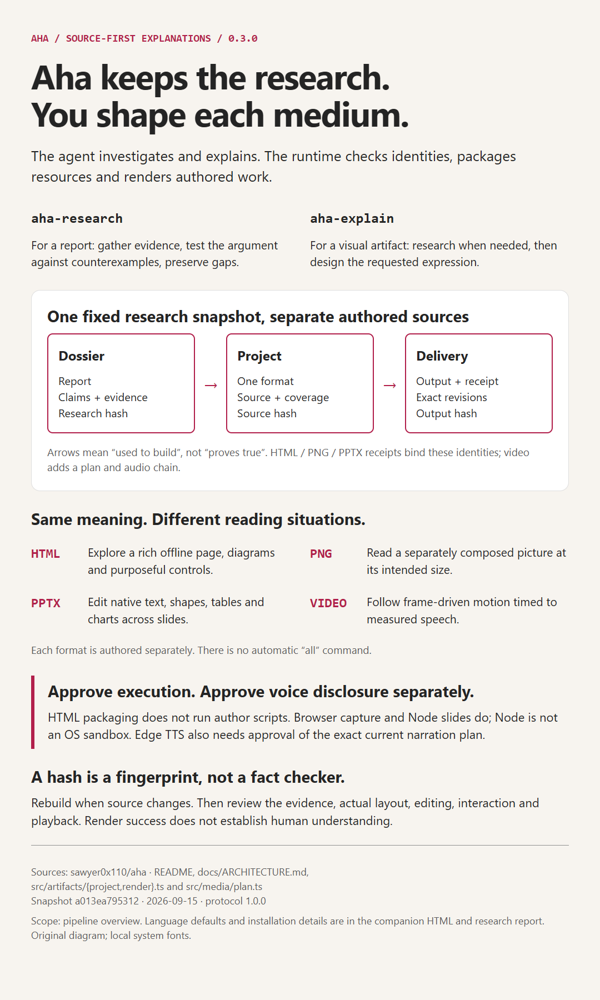 AHA / SOURCE-FIRST EXPLANATIONS / 0.3.0
Aha keeps the research.
You shape each medium.
The agent investigates and explains. The runtime checks identities, packages
resources and renders authored work.
aha-research
For a report: gather evidence, test the argument
against counterexamples, preserve gaps.
aha-explain
For a visual artifact: research when needed, then
design the requested expression.
One fixed research snapshot, separate authored sources
Dossier
Report
Claims + evidence
Research hash
→
Project
One format
Source + coverage
Source hash
→
Delivery
Output + receipt
Exact revisions
Output hash
Arrows mean “used to build”, not “proves true”. HTML / PNG / PPTX receipts bind these identities; video
adds a plan and audio chain.
Same meaning. Different reading situations.
HTML
Explore a rich offline page, diagrams
and purposeful controls.
PNG
Read a separately composed picture at
its intended size.
PPTX
Edit native text, shapes, tables and
charts across slides.
VIDEO
Follow frame-driven motion timed to
measured speech.
Each format is authored separately. There is no automatic “all” command.
Approve execution. Approve voice disclosure separately.
HTML packaging does not run author scripts. Browser capture and Node slides do; Node is not
an OS sandbox. Edge TTS also needs approval of the exact current narration plan.
A hash is a fingerprint, not a fact checker.
Rebuild when source changes. Then review the evidence, actual layout, editing, interaction and
playback. Render success does not establish human understanding.
Sources: sawyer0x110/aha · README, docs/ARCHITECTURE.md,
src/artifacts/{project,render}.ts and src/media/plan.ts
Snapshot a013ea795312 · 2026-09-15 · protocol 1.0.0
Scope: pipeline overview. Language defaults and installation details are in the companion HTML and research report.
Original diagram; local system fonts.